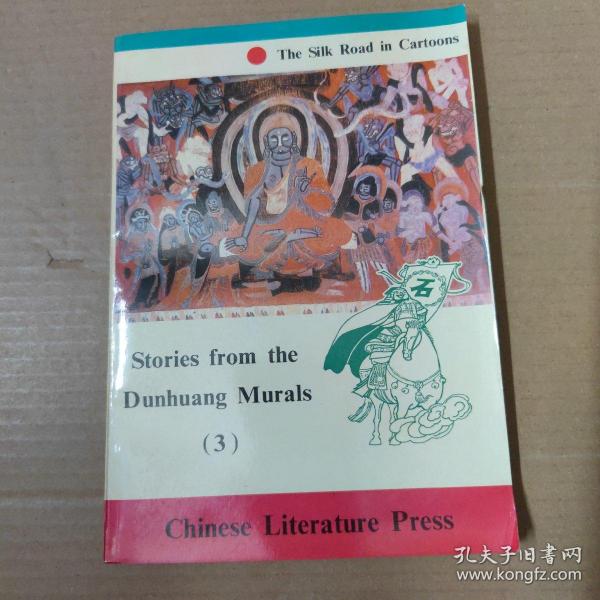 The Silk Road in Cartoons
石
Stories from the
Dunhuang Murals
(3)
Chinese Literature Press
孔夫子旧书网
www.kongfz.com